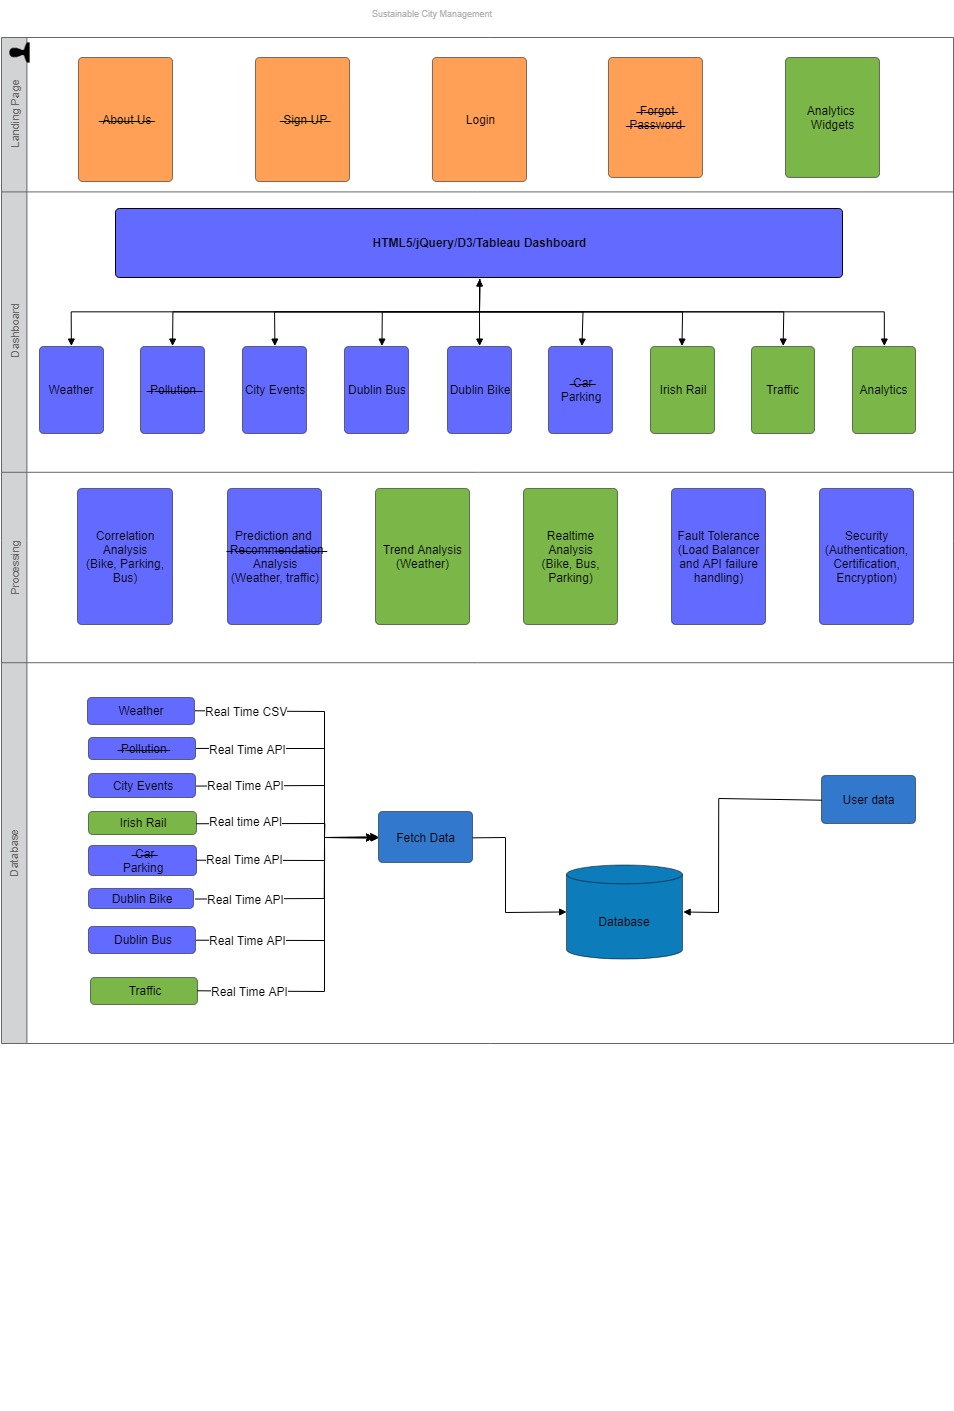 Sustainable City Management
Landing Page
About Us
Sign UP
Login
Forgot
Password
Analytics
Widgets
Dashboard
HTML5/jQuery/D3/Tableau Dashboard
Weather
Pollution
City Events
Dublin Bus
Dublin Bike
Car
Parking
Irish Rail
Traffic
Analytics
Processing
Correlation
Analysis
(Bike, Parking,
Bus)
Prediction and
Recommendation
Analysis
(Weather, traffic)
Trend Analysis
(Weather)
Realtime
Analysis
(Bike, Bus,
Parking)
Fault Tolerance
(Load Balancer
and API failure
handling)
Security
(Authentication,
Certification,
Encryption)
Database
Weather
Real Time CSV
Pollution
Real Time API
City Events
Real Time API
Irish Rail
Real time API
Car
Parking
Real Time API
Dublin Bike
Real Time API
Dublin Bus
Real Time API
Traffic
Real Time API
Fetch Data
Database
User data